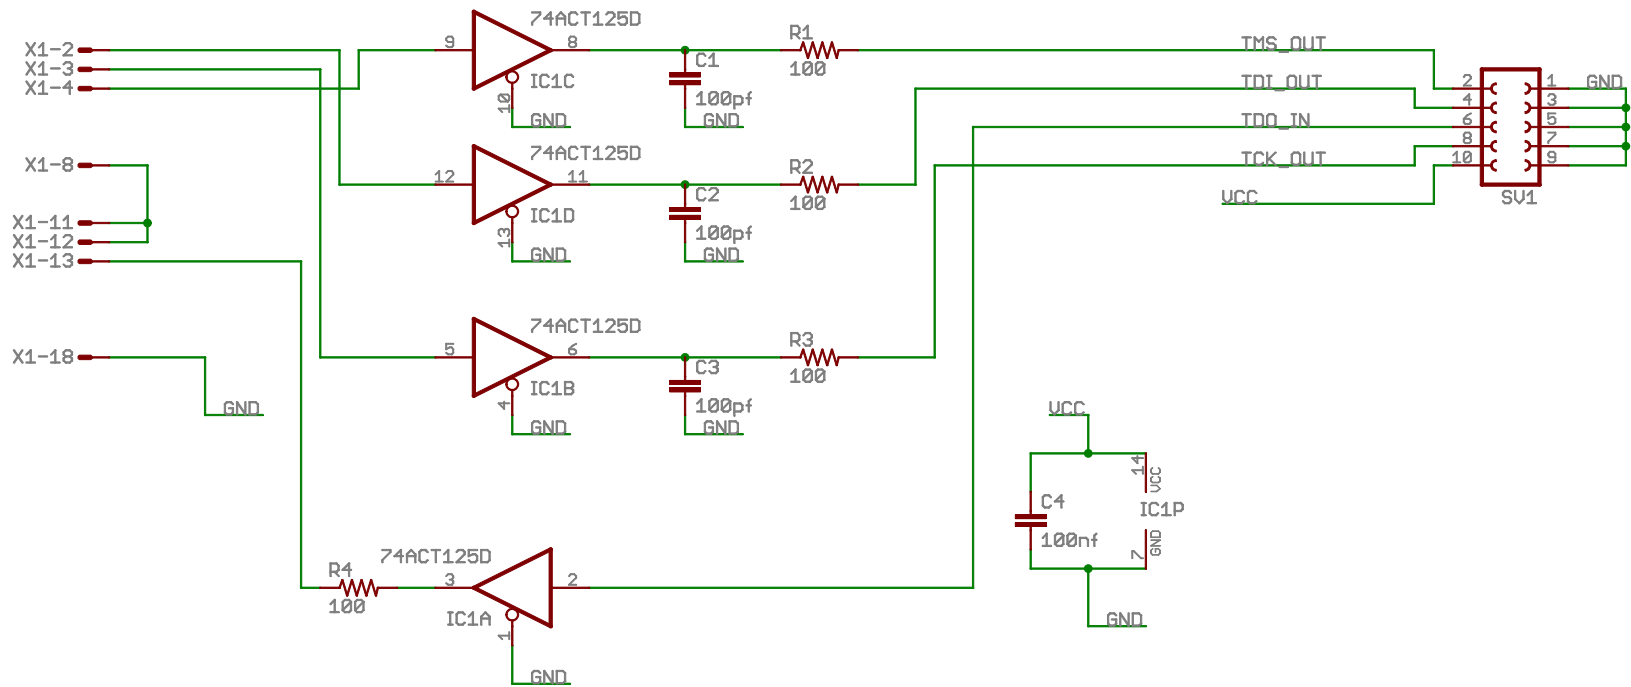 X1-2
X1-3
X1-4
X1-8
X1-11
X1-12
X1-13
X1-18
GND
74ACT125D
9
8
IC1C
10
GND
C1
100pf
GND
R1
100
74ACT125D
12
11
IC1D
13
GND
C2
100pf
GND
R2
100
74ACT125D
5
6
IC1B
4
GND
C3
100pf
GND
R3
100
74ACT125D
R4
100
3
2
IC1A
1
GND
TMS_OUT
TDI_OUT
TDO_IN
TCK_OUT
VCC
2
4
6
8
10
1
3
5
7
9
GND
SV1
VCC
C4
100nf
14
VCC
IC1P
7
GND
GND